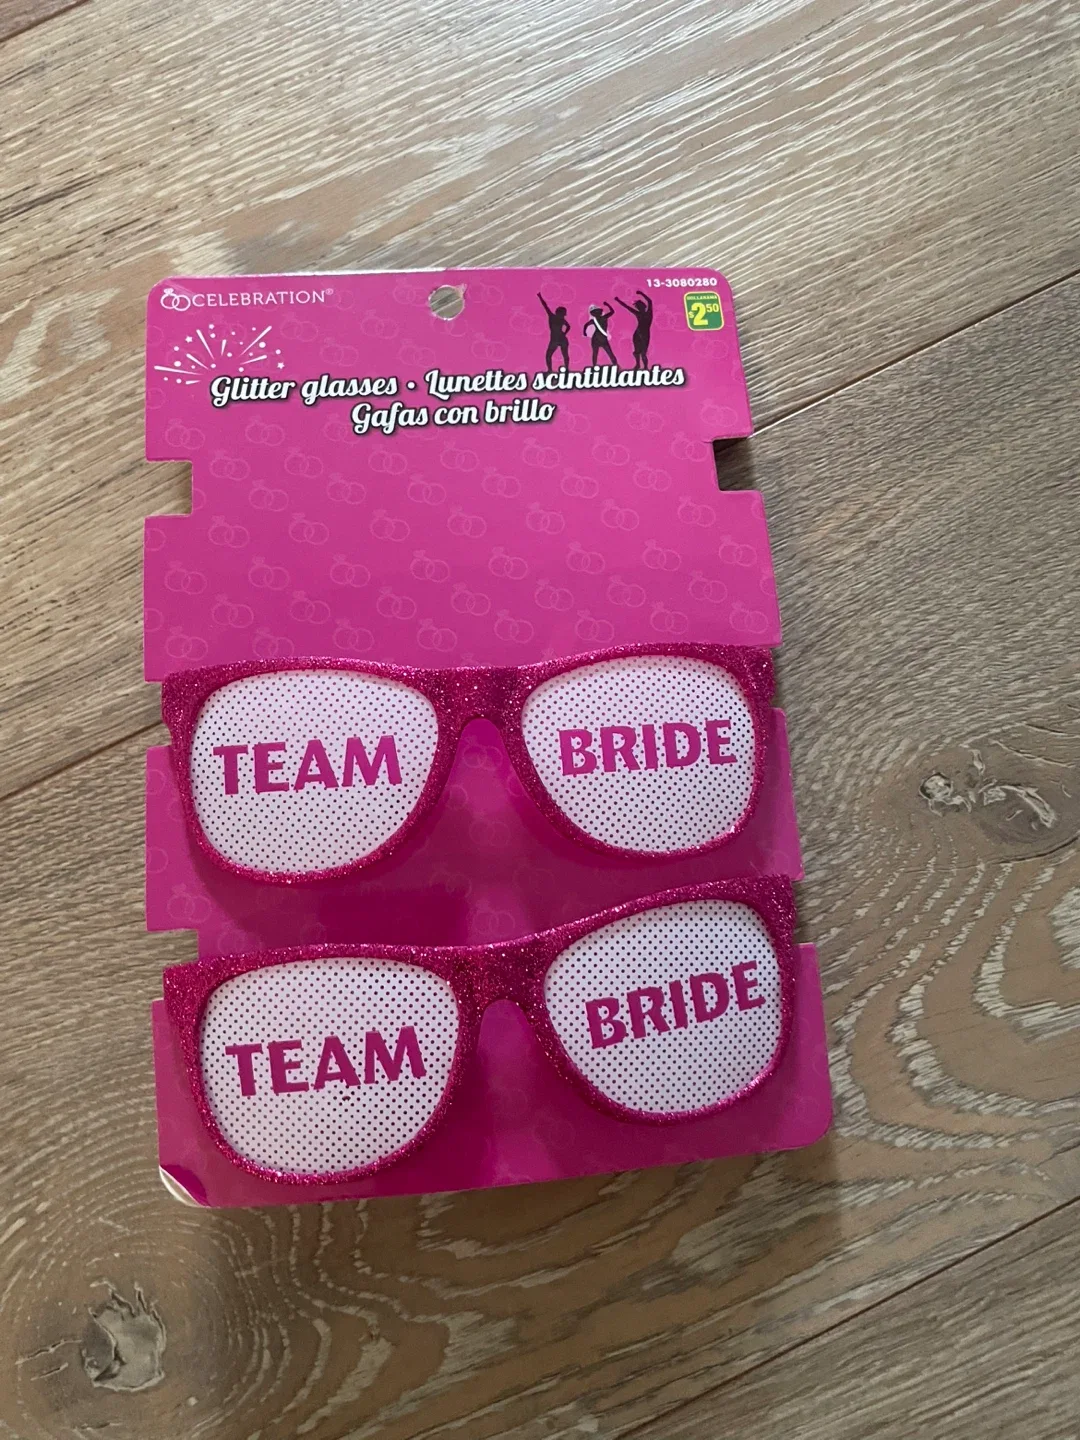 13-3080280
CELEBRATION®
DOLLARAMA
$2.50
Glitter glasses • Lunettes scintillantes
Gafas con brillo
TEAM BRIDE
TEAM BRIDE